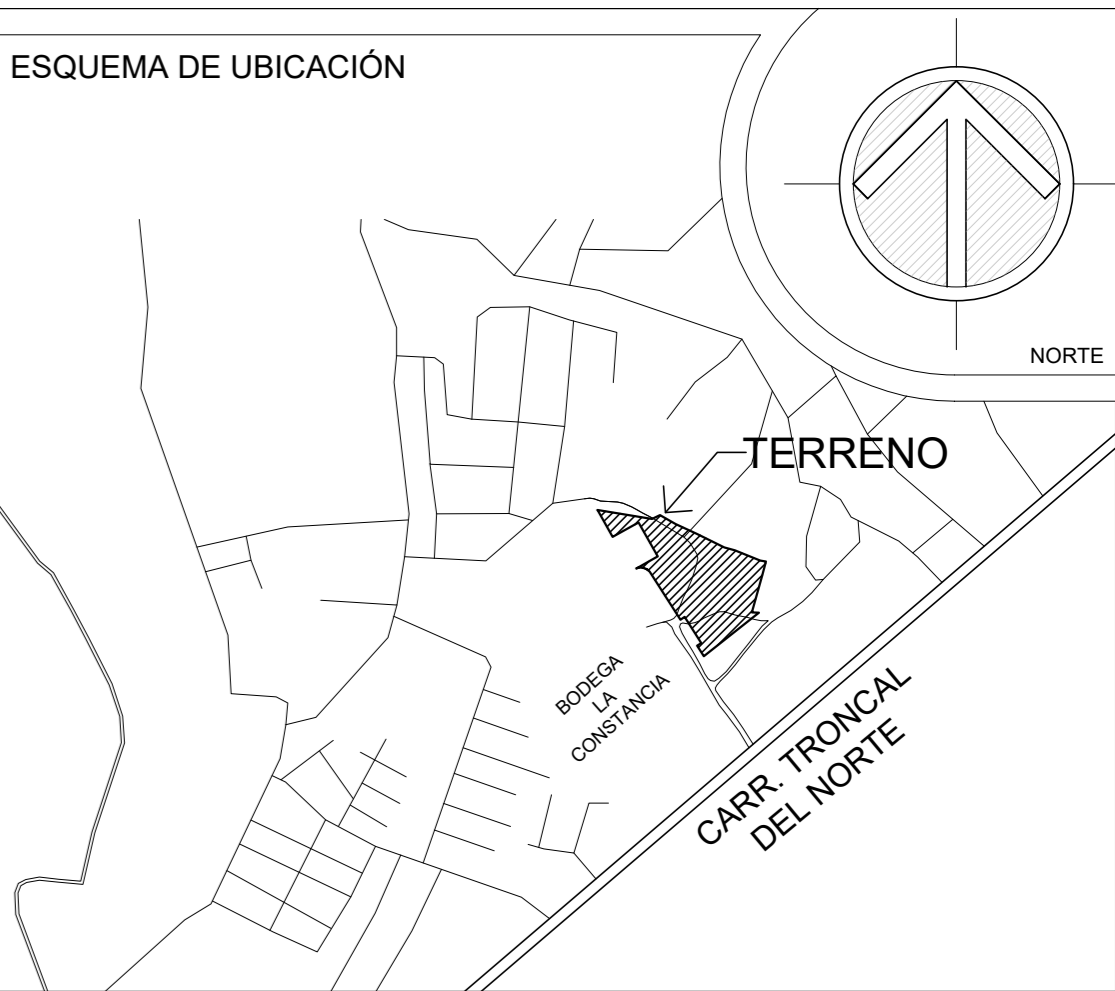 ESQUEMA DE UBICACIÓN
NORTE
TERRENO
BODEGA
LA
CONSTANCIA
CARR. TRONCAL
DEL NORTE